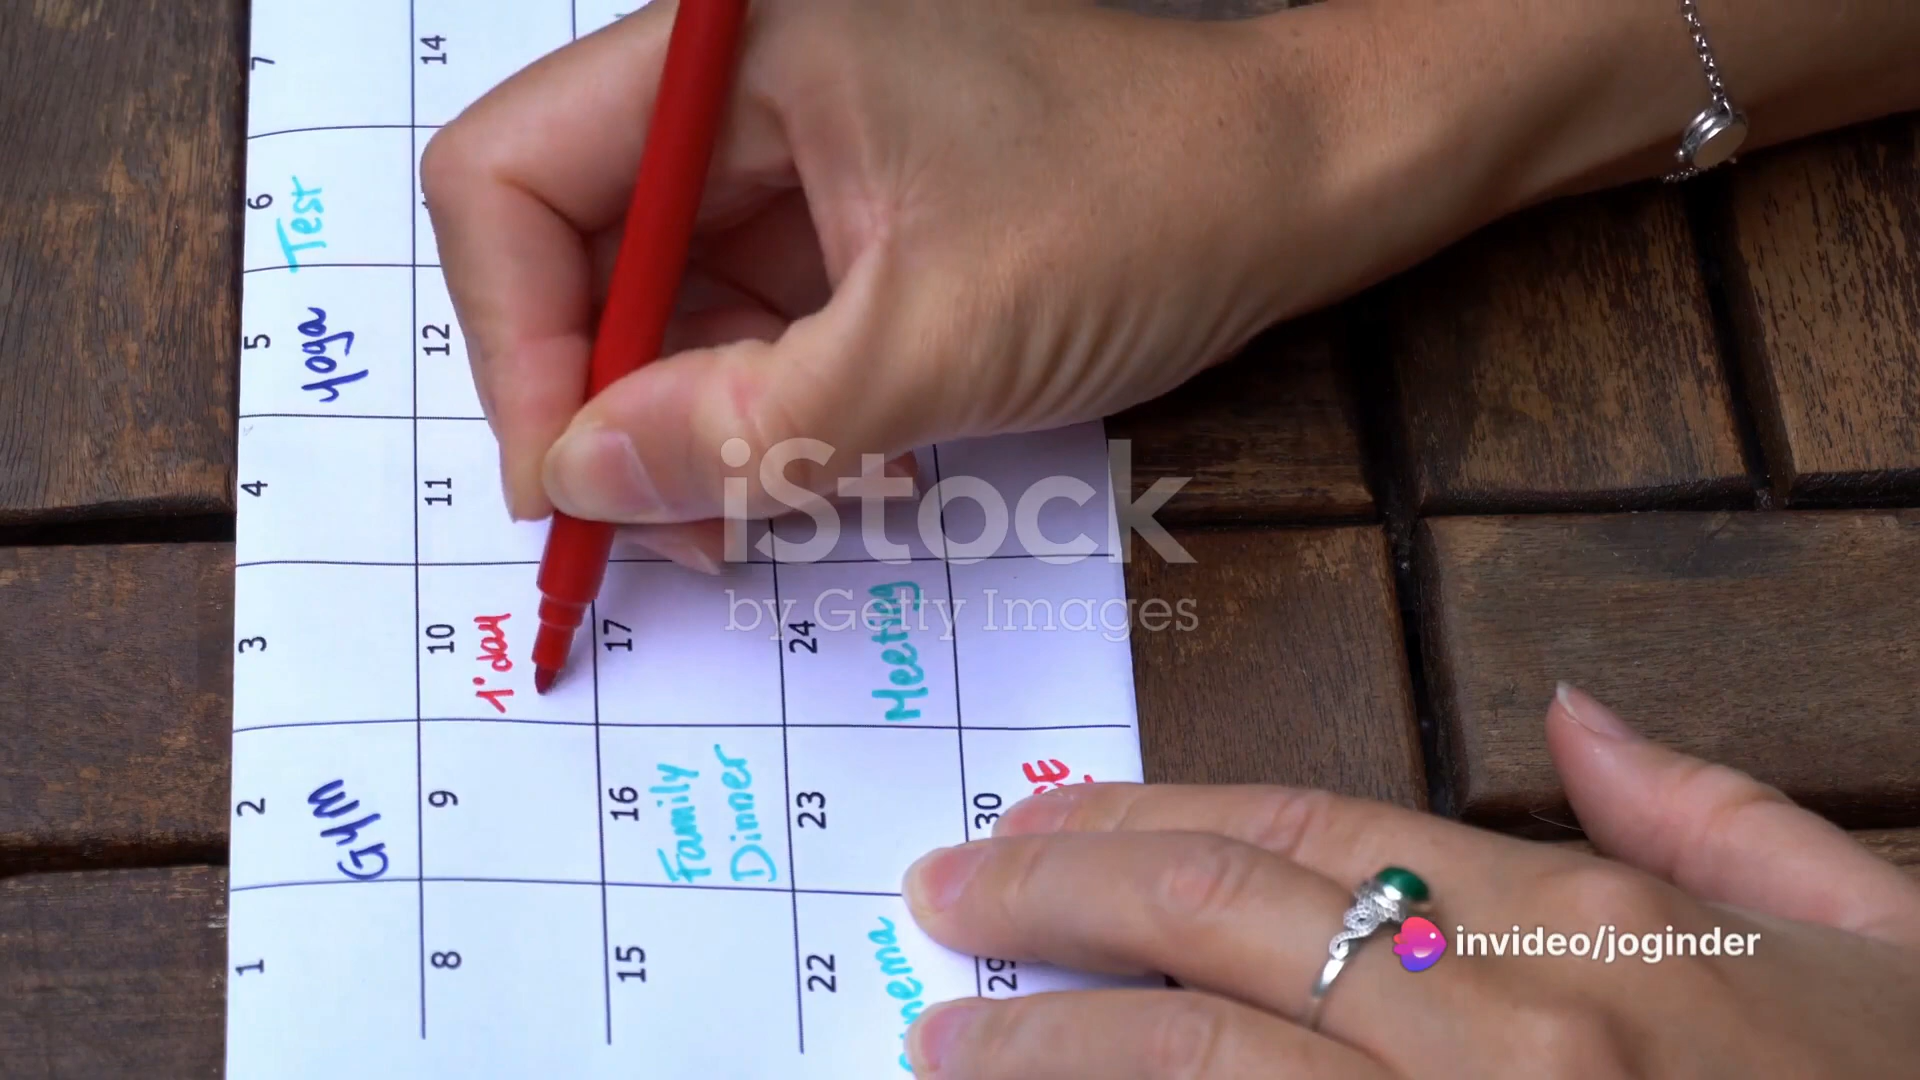 1
2
Gym
3
4
5
Yoga
6
Test
7
8
9
10
1° day
11
12
14
15
16
Family
Dinner
17
22
23
24
Meeting
29
30
iStock
by Getty Images
invideo/joginder